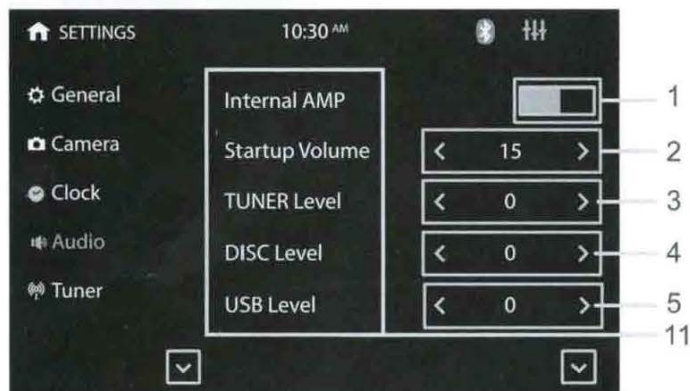 SETTINGS 10:30 AM
General
Camera
Clock
Audio
Tuner
Internal AMP 1
Startup Volume < 15 > 2
TUNER Level < 0 > 3
DISC Level < 0 > 4
USB Level < 0 > 5
11